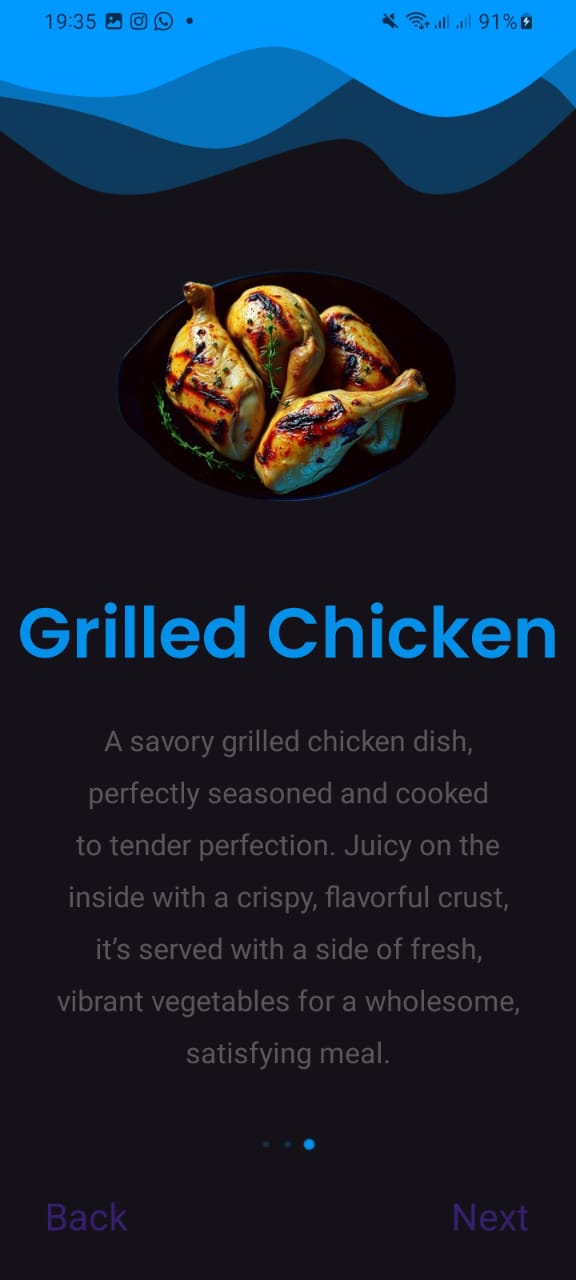 19:35
91%
Grilled Chicken
A savory grilled chicken dish,
perfectly seasoned and cooked
to tender perfection. Juicy on the
inside with a crispy, flavorful crust,
it’s served with a side of fresh,
vibrant vegetables for a wholesome,
satisfying meal.
Back
Next